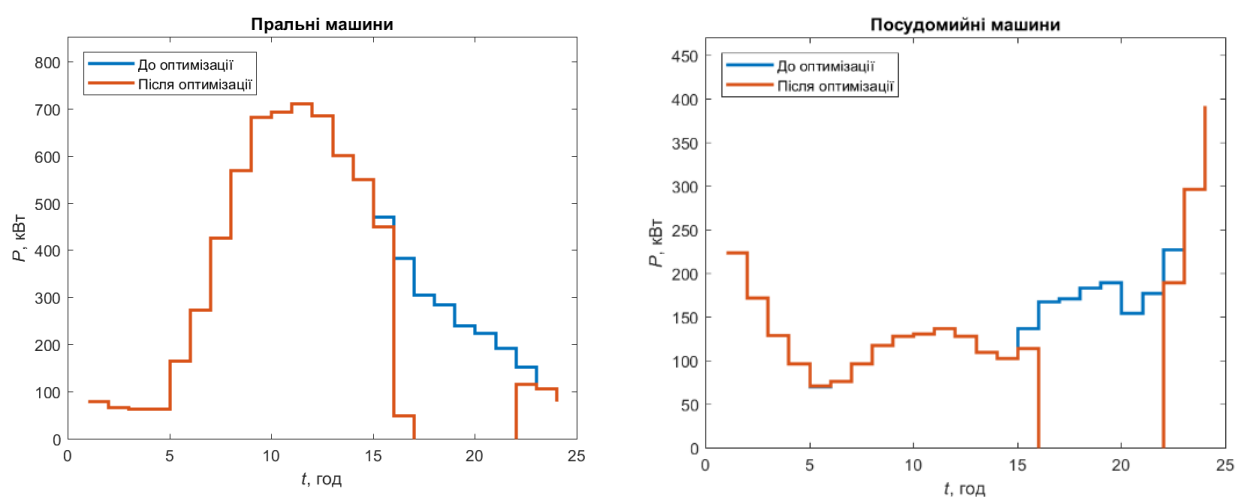 Пральні машини
До оптимізації
Після оптимізації
800
700
600
500
400
300
200
100
0
P, кВт
0 5 10 15 20 25
t, год
Посудомийні машини
До оптимізації
Після оптимізації
450
400
350
300
250
200
150
100
50
0
P, кВт
0 5 10 15 20 25
t, год